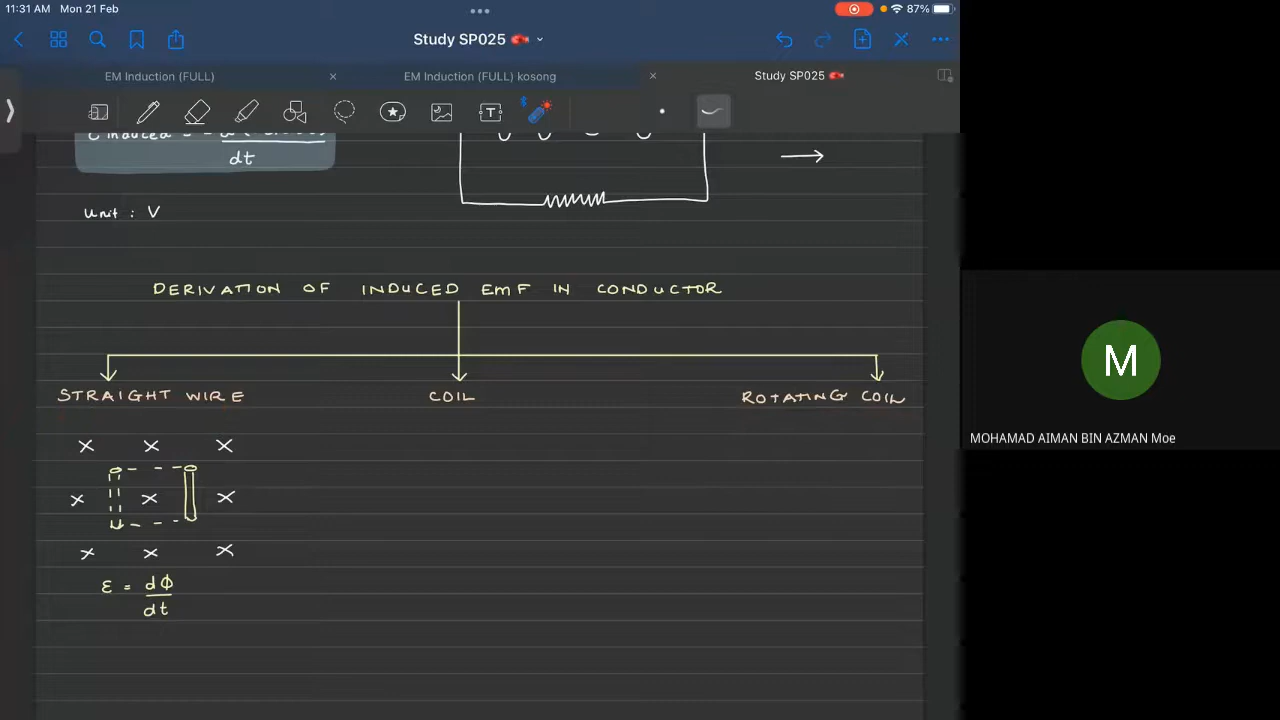 11:31 AM Mon 21 Feb
87%
Study SP025
EM Induction (FULL)
EM Induction (FULL) kosong
Study SP025
dt
Unit : V
DERIVATION OF INDUCED EMF IN CONDUCTOR
STRAIGHT WIRE
COIL
ROTATING COIL
x x x
x x x
x x x
ε = dΦ
dt
M
MOHAMAD AIMAN BIN AZMAN Moe